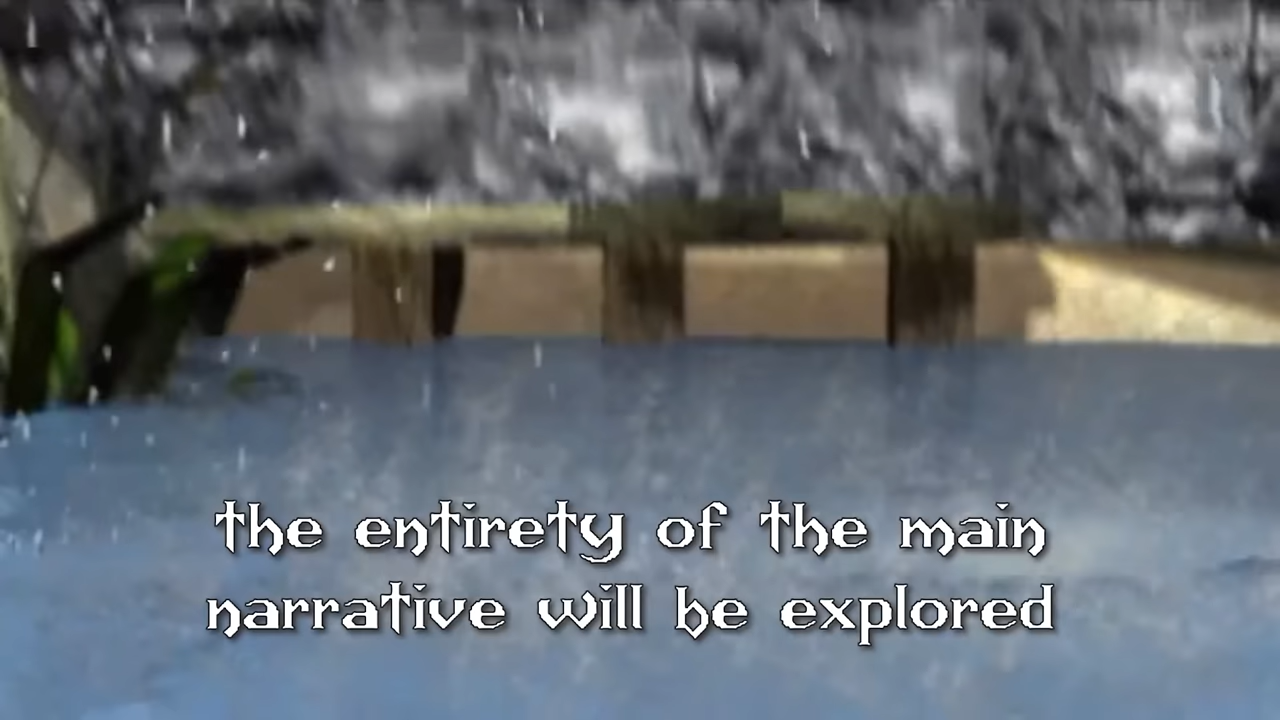 the entirety of the main
narrative will be explored